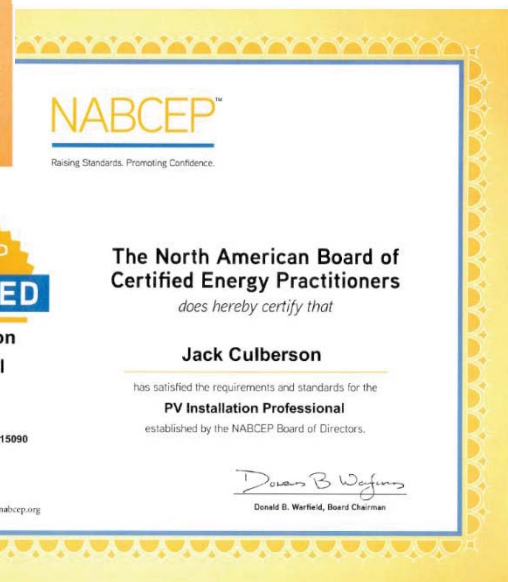 NABCEP™
Raising Standards. Promoting Confidence.
ED
on
15090
nabcep.org
The North American Board of
Certified Energy Practitioners
does hereby certify that
Jack Culberson
has satisfied the requirements and standards for the
PV Installation Professional
established by the NABCEP Board of Directors.
Donald B. Warfield, Board Chairman